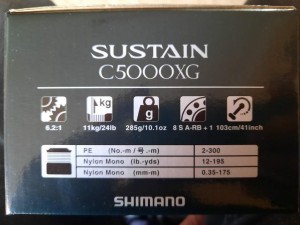 SUSTAIN
C5000XG
kg
g
6.2:1 11kg/24lb 285g/10.1oz 8 S A-RB + 1 103cm/41inch
PE (No.-m / 号.-m) 2-300
Nylon Mono (lb.-yds) 12-195
Nylon Mono (mm-m) 0.35-175
SHIMANO